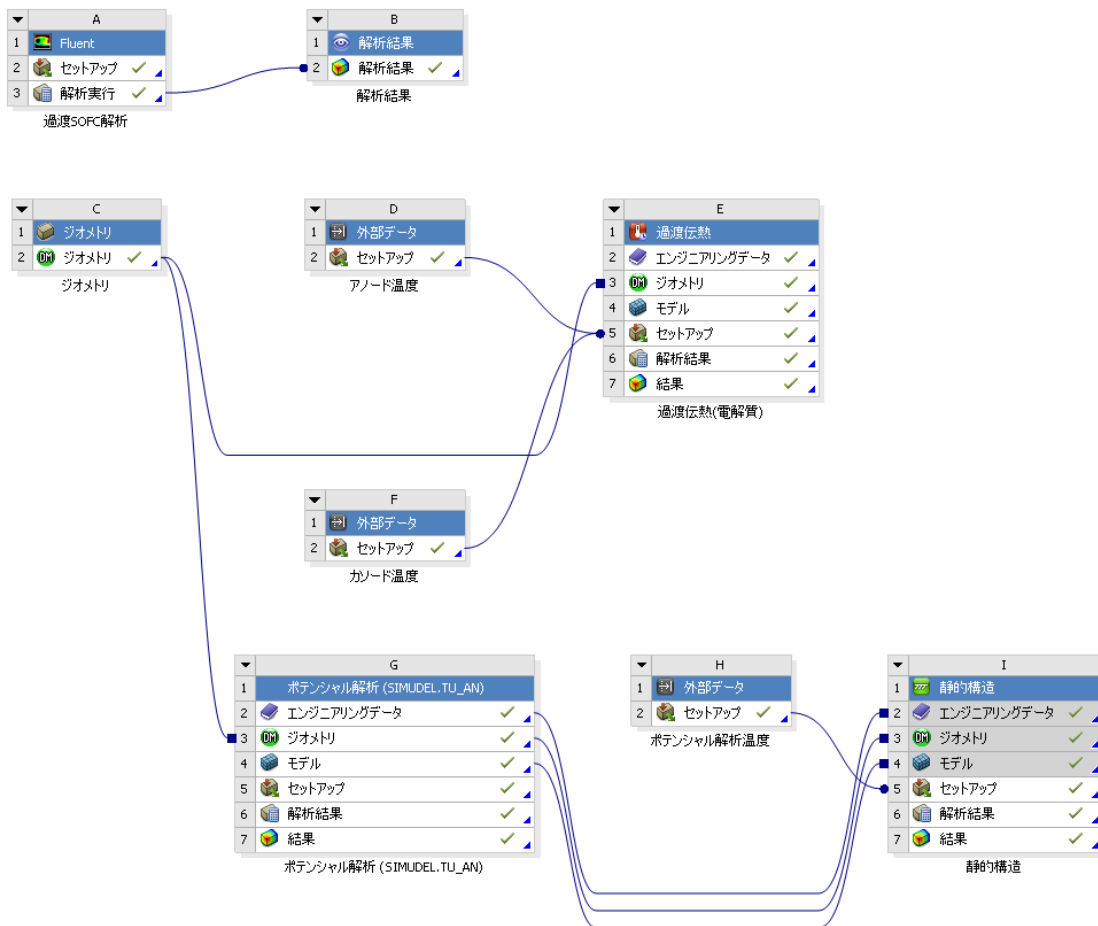 A
1 Fluent
2 セットアップ
3 解析実行
過渡SOFC解析
B
1 解析結果
2 解析結果
解析結果
C
1 ジオメトリ
2 DM ジオメトリ
ジオメトリ
D
1 外部データ
2 セットアップ
アノード温度
E
1 過渡伝熱
2 エンジニアリングデータ
3 DM ジオメトリ
4 モデル
5 セットアップ
6 解析結果
7 結果
過渡伝熱(電解質)
F
1 外部データ
2 セットアップ
カソード温度
G
1 ポテンシャル解析 (SIMUDEL.TU_AN)
2 エンジニアリングデータ
3 DM ジオメトリ
4 モデル
5 セットアップ
6 解析結果
7 結果
ポテンシャル解析 (SIMUDEL.TU_AN)
H
1 外部データ
2 セットアップ
ポテンシャル解析温度
I
1 静的構造
2 エンジニアリングデータ
3 DM ジオメトリ
4 モデル
5 セットアップ
6 解析結果
7 結果
静的構造